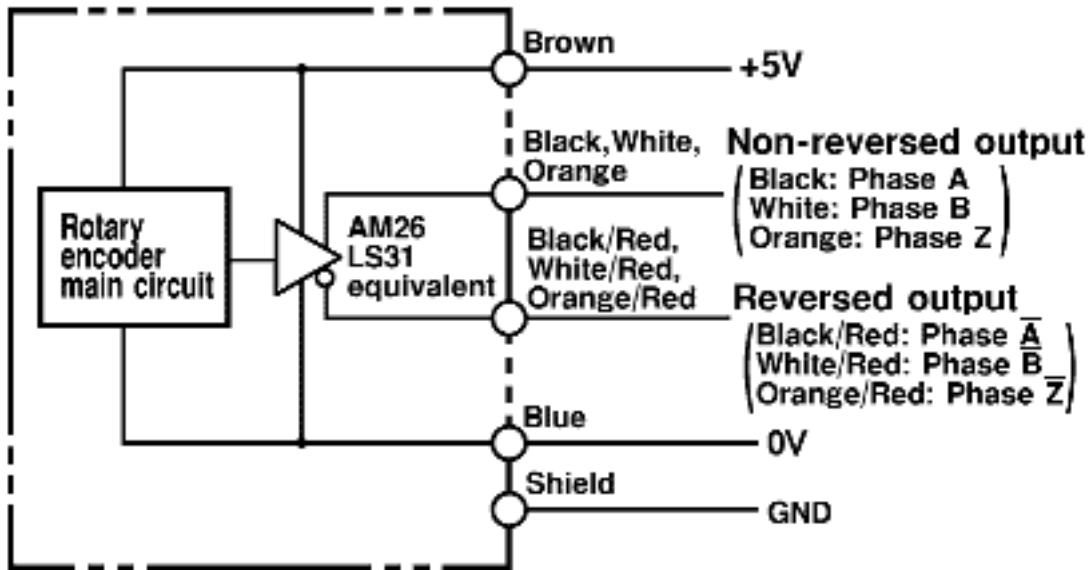 Brown
+5V
Black,White,
Orange
Non-reversed output
Black: Phase A
White: Phase B
Orange: Phase Z
Rotary
encoder
main circuit
AM26
LS31
equivalent
Black/Red,
White/Red,
Orange/Red
Reversed output
Black/Red: Phase A̅
White/Red: Phase B̅
Orange/Red: Phase Z̅
Blue
0V
Shield
GND